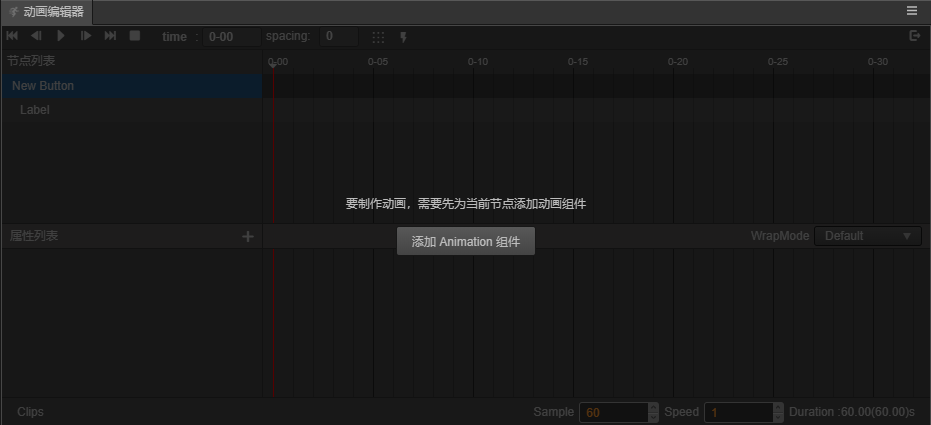 动画编辑器
time : 0-00 spacing: 0
节点列表 0-00 0-05 0-10 0-15 0-20 0-25 0-30
New Button
Label
要制作动画，需要先为当前节点添加动画组件
属性列表 添加 Animation 组件 WrapMode Default
Clips Sample 60 Speed 1 Duration :60.00(60.00)s